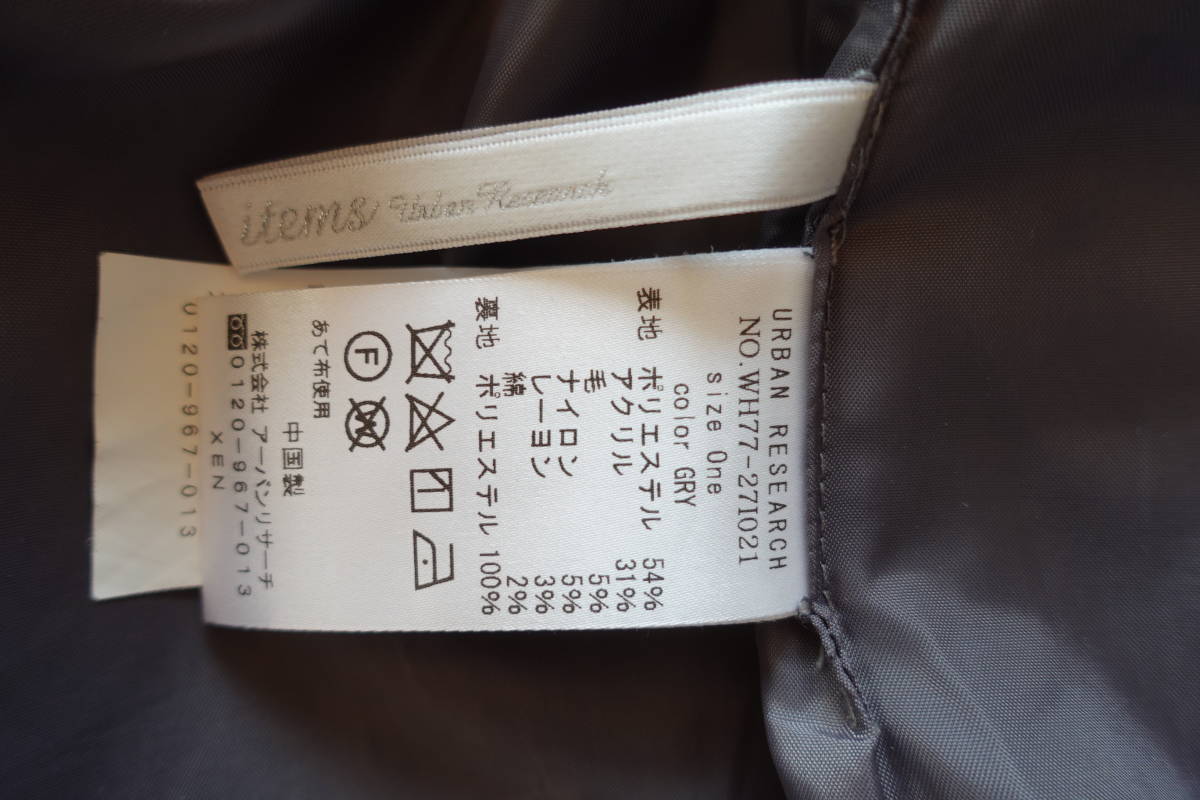 items Urban Research
URBAN RESEARCH
NO.WH77-27I021
size One
color GRY
表地 ポリエステル 54%
アクリル 31%
毛 5%
ナイロン 5%
レーヨン 3%
綿 2%
裏地 ポリエステル 100%
F
W
あて布使用
中国製
株式会社 アーバンリサーチ
0120-967-013
XEN
0120-967-013